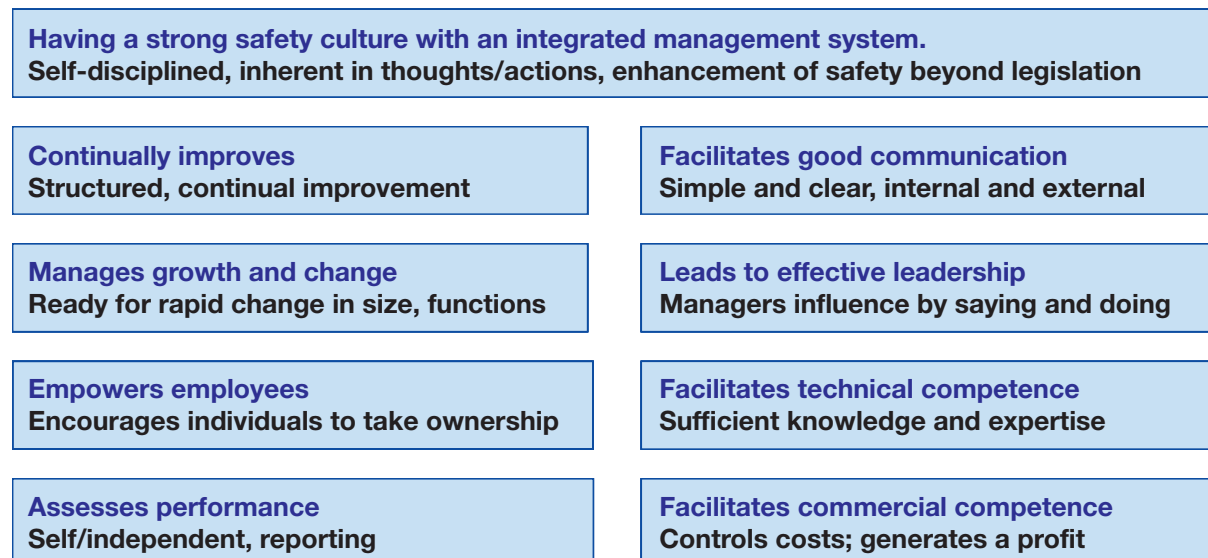 Having a strong safety culture with an integrated management system.
Self-disciplined, inherent in thoughts/actions, enhancement of safety beyond legislation
Continually improves
Structured, continual improvement
Facilitates good communication
Simple and clear, internal and external
Manages growth and change
Ready for rapid change in size, functions
Leads to effective leadership
Managers influence by saying and doing
Empowers employees
Encourages individuals to take ownership
Facilitates technical competence
Sufficient knowledge and expertise
Assesses performance
Self/independent, reporting
Facilitates commercial competence
Controls costs; generates a profit